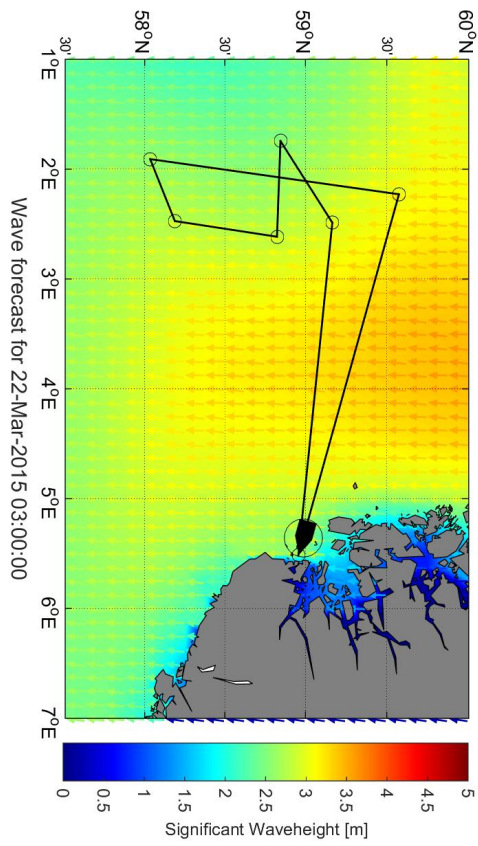 60°N
30'
59°N
30'
58°N
30'
1°E
2°E
3°E
4°E
5°E
6°E
7°E
Wave forecast for 22-Mar-2015 03:00:00
0
0.5
1
1.5
2
2.5
3
3.5
4
4.5
5
Significant Waveheight [m]